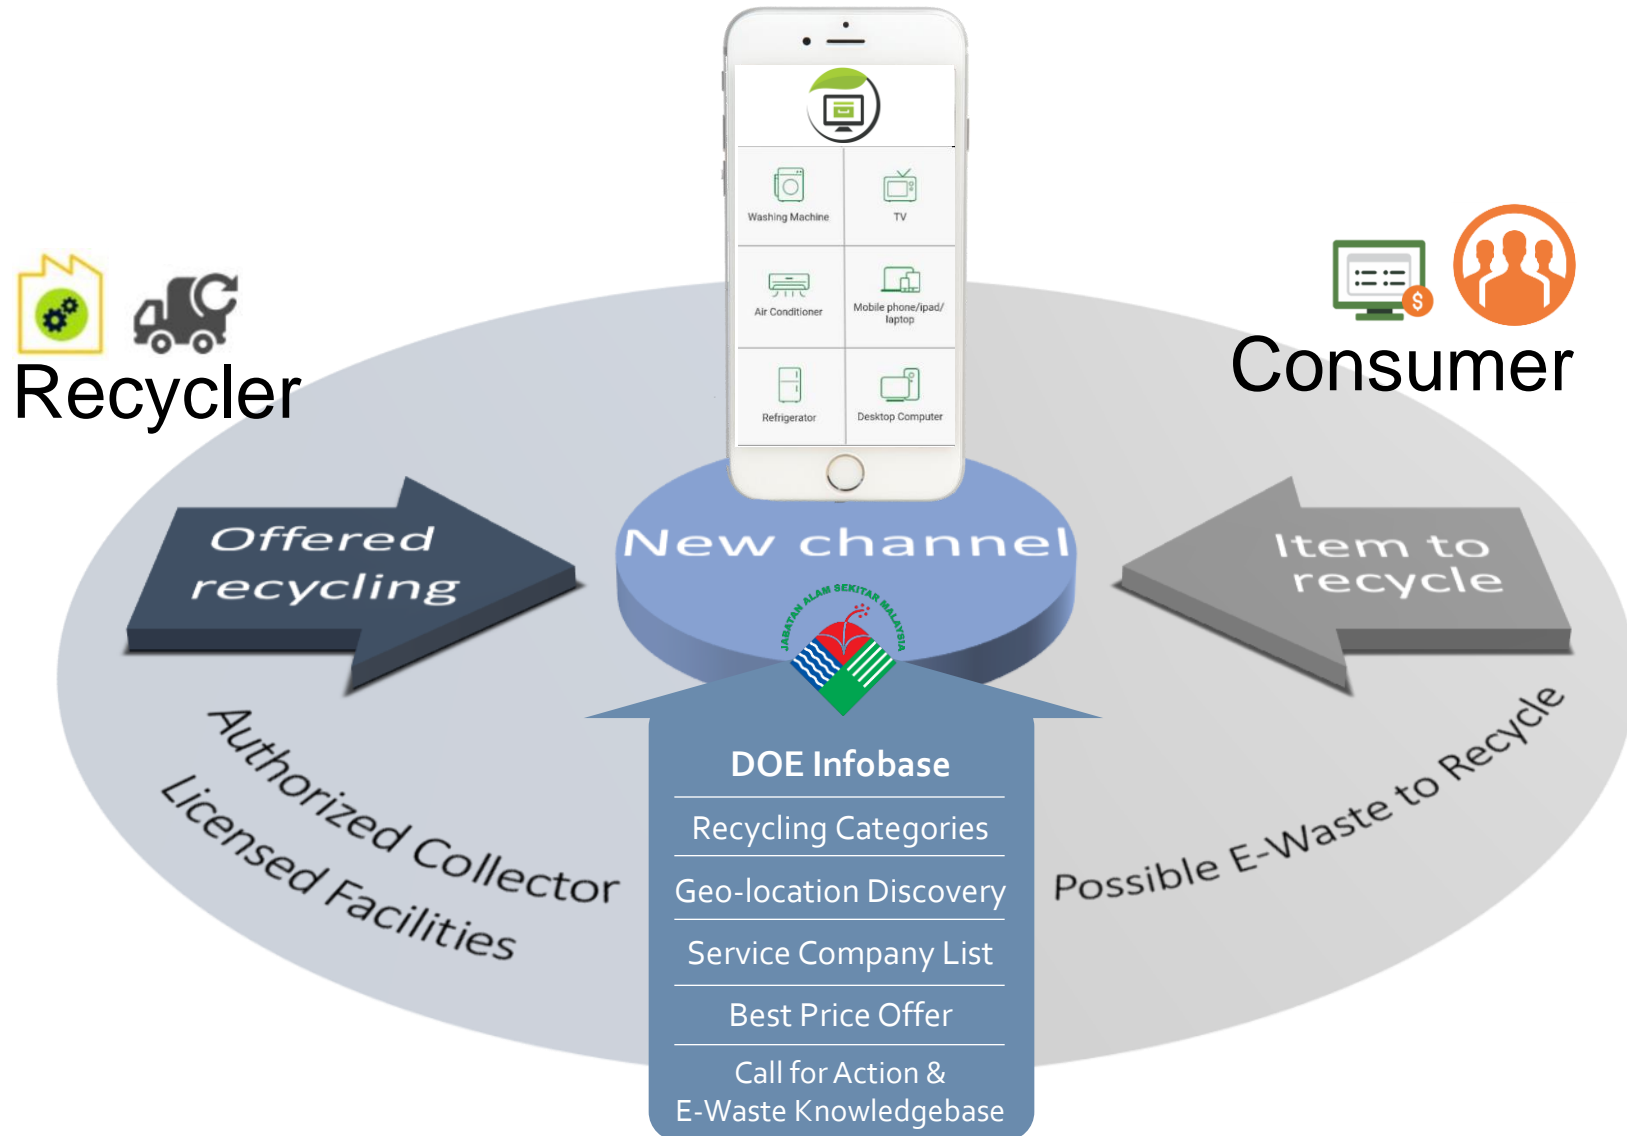 Washing Machine
TV
Air Conditioner
Mobile phone/ipad/
laptop
Refrigerator
Desktop Computer
Recycler
Consumer
Offered
recycling
New channel
Item to
recycle
JABATAN ALAM SEKITAR MALAYSIA
Authorized Collector
Licensed Facilities
Possible E-Waste to Recycle
DOE Infobase
Recycling Categories
Geo-location Discovery
Service Company List
Best Price Offer
Call for Action &
E-Waste Knowledgebase
$